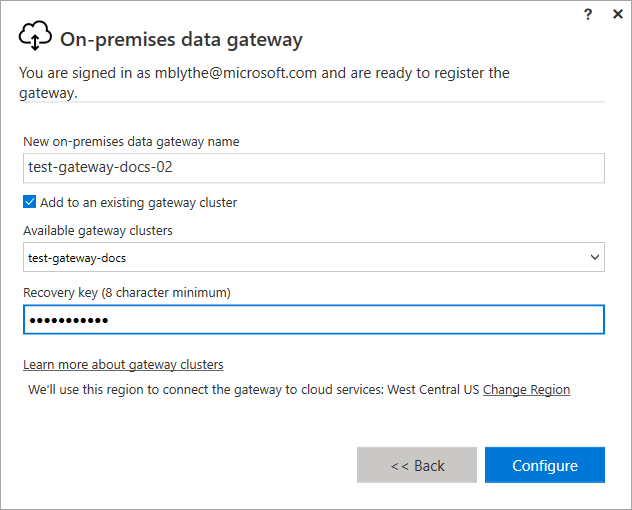 ?
On-premises data gateway
You are signed in as mblythe@microsoft.com and are ready to register the
gateway.
New on-premises data gateway name
test-gateway-docs-02
Add to an existing gateway cluster
Available gateway clusters
test-gateway-docs
Recovery key (8 character minimum)
●●●●●●●●●●●
Learn more about gateway clusters
We'll use this region to connect the gateway to cloud services: West Central US Change Region
<< Back
Configure